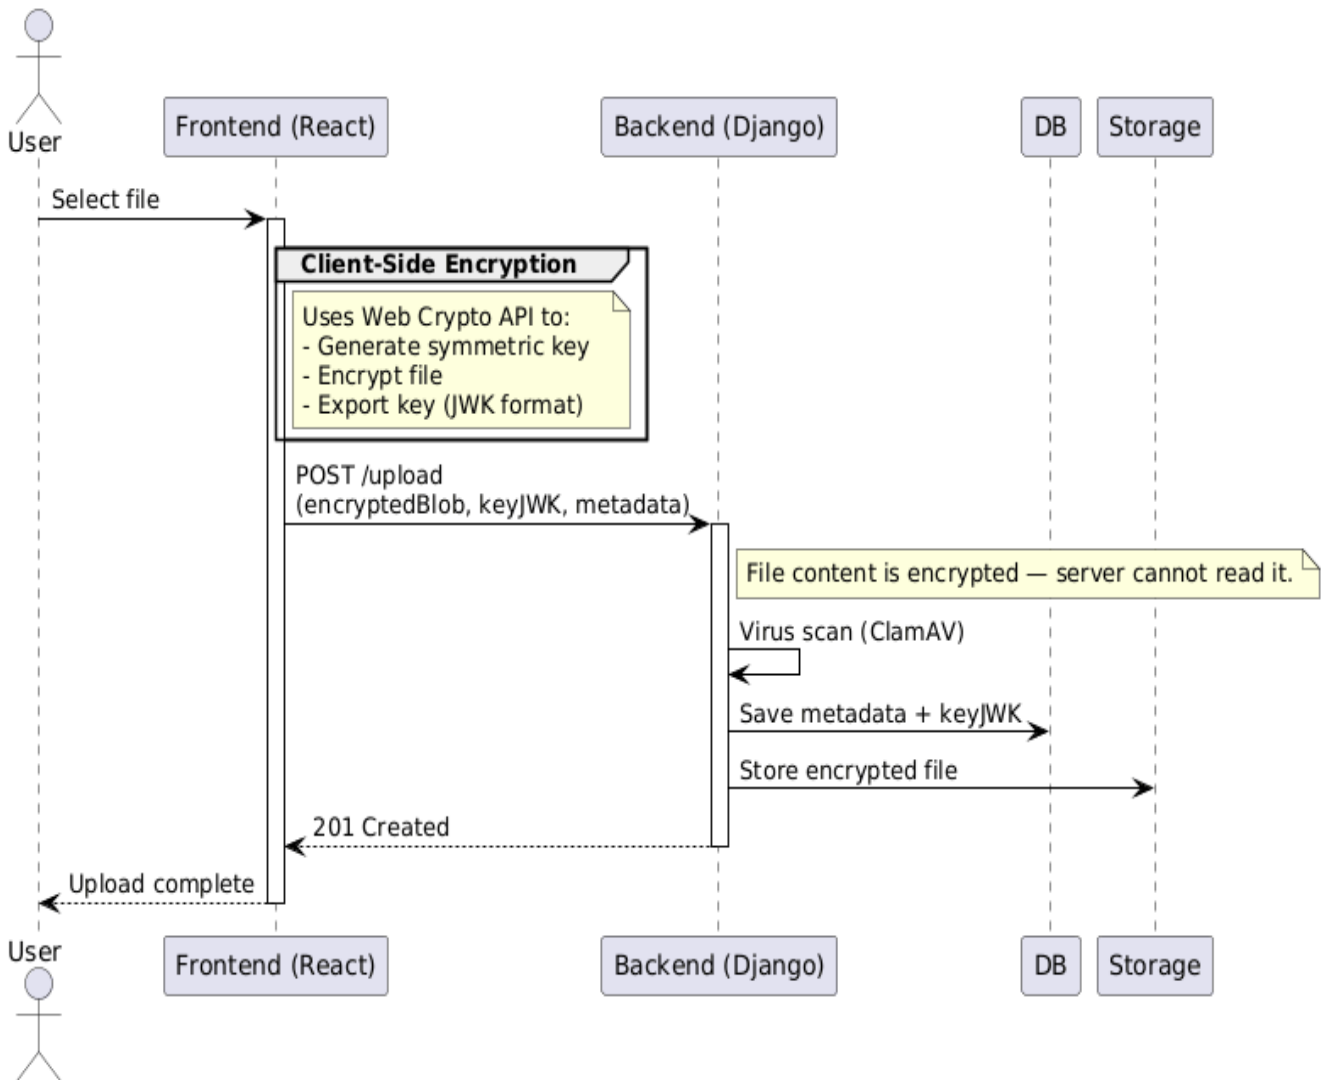 User
Frontend (React)
Backend (Django)
DB
Storage
Select file
Client-Side Encryption
Uses Web Crypto API to:
- Generate symmetric key
- Encrypt file
- Export key (JWK format)
POST /upload
(encryptedBlob, keyJWK, metadata)
File content is encrypted — server cannot read it.
Virus scan (ClamAV)
Save metadata + keyJWK
Store encrypted file
201 Created
Upload complete
User
Frontend (React)
Backend (Django)
DB
Storage